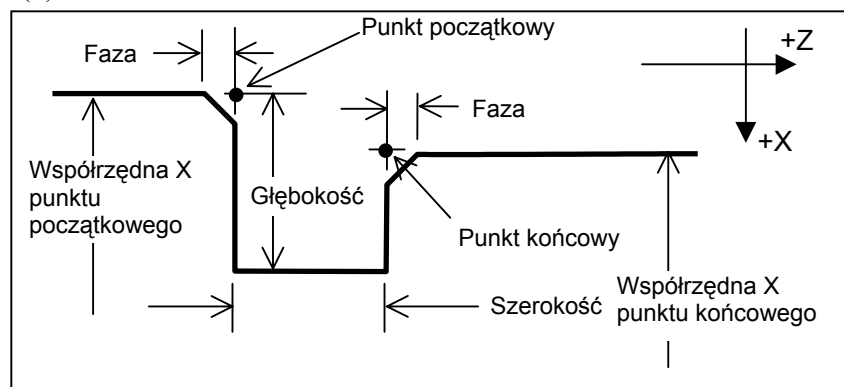 Punkt początkowy
Faza
+Z
Faza
+X
Współrzędna X
punktu
początkowego
Głębokość
Punkt końcowy
Szerokość
Współrzędna X
punktu końcowego